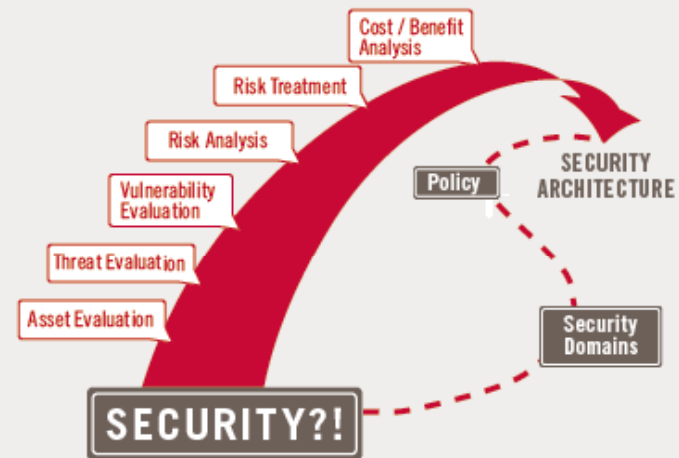 Cost / Benefit
Analysis
Risk Treatment
Risk Analysis
Vulnerability
Evaluation
Threat Evaluation
Asset Evaluation
SECURITY?!
Policy
SECURITY
ARCHITECTURE
Security
Domains